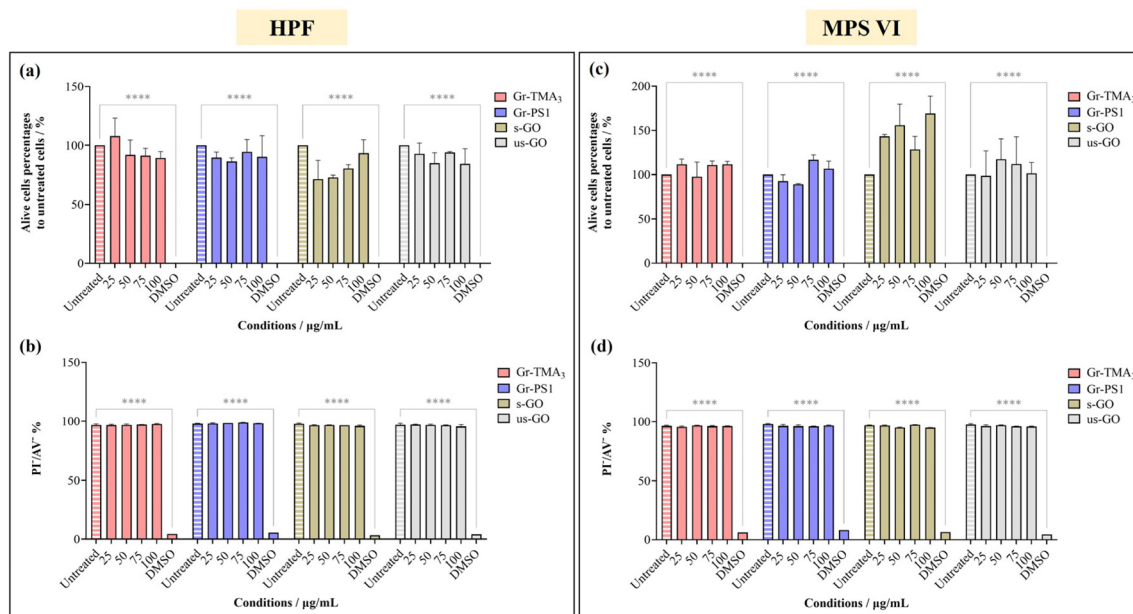 HPF
MPS VI
(a)
Alive cells percentages
to untreated cells / %
150
100
50
0
****
****
****
****
Gr-TMA₃
Gr-PS1
s-GO
us-GO
Untreated 25 50 75 100 DMSO Untreated 25 50 75 100 DMSO Untreated 25 50 75 100 DMSO Untreated 25 50 75 100 DMSO
Conditions / μg/mL
(b)
PI⁻/AV⁻ %
150
100
50
0
****
****
****
****
Gr-TMA₃
Gr-PS1
s-GO
us-GO
Untreated 25 50 75 100 DMSO Untreated 25 50 75 100 DMSO Untreated 25 50 75 100 DMSO Untreated 25 50 75 100 DMSO
Conditions / μg/mL
(c)
Alive cells percentages
to untreated cells / %
200
150
100
50
0
****
****
****
****
Gr-TMA₃
Gr-PS1
s-GO
us-GO
Untreated 25 50 75 100 DMSO Untreated 25 50 75 100 DMSO Untreated 25 50 75 100 DMSO Untreated 25 50 75 100 DMSO
Conditions / μg/mL
(d)
PI⁻/AV⁻ %
150
100
50
0
****
****
****
****
Gr-TMA₃
Gr-PS1
s-GO
us-GO
Untreated 25 50 75 100 DMSO Untreated 25 50 75 100 DMSO Untreated 25 50 75 100 DMSO Untreated 25 50 75 100 DMSO
Conditions / μg/mL